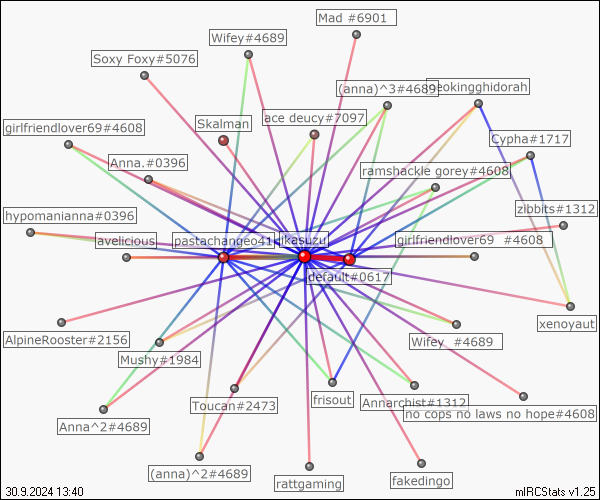 Mad #6901
Wifey#4689
Soxy Foxy#5076
(anna)^3#4689
eokingghidorah
Skalman
ace deucy#7097
girlfriendlover69#4608
Cypha#1717
Anna.#0396
ramshackle gorey#4608
hypomanianna#0396
zibbits#1312
avelicious
pastachangeo41
jkasuzu
girlfriendlover69 #4608
default#0617
xenoyaut
AlpineRooster#2156
Wifey #4689
Mushy#1984
Toucan#2473
frisout
Annarchist#1312
no cops no laws no hope#4608
Anna^2#4689
(anna)^2#4689
rattgaming
fakedingo
30.9.2024 13:40
mIRCStats v1.25